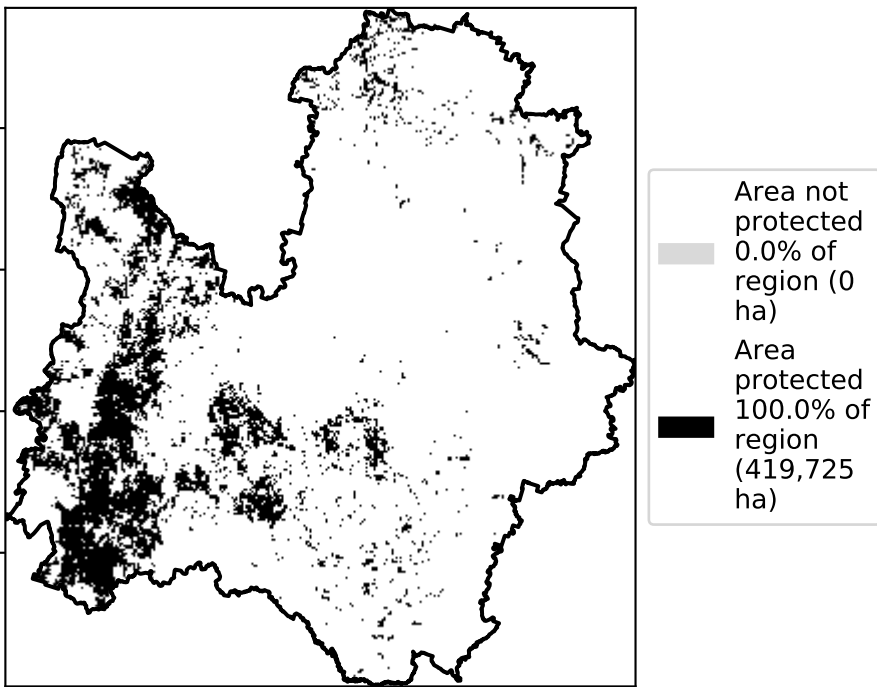 Area not
protected
0.0% of
region (0
ha)
Area
protected
100.0% of
region
(419,725
ha)